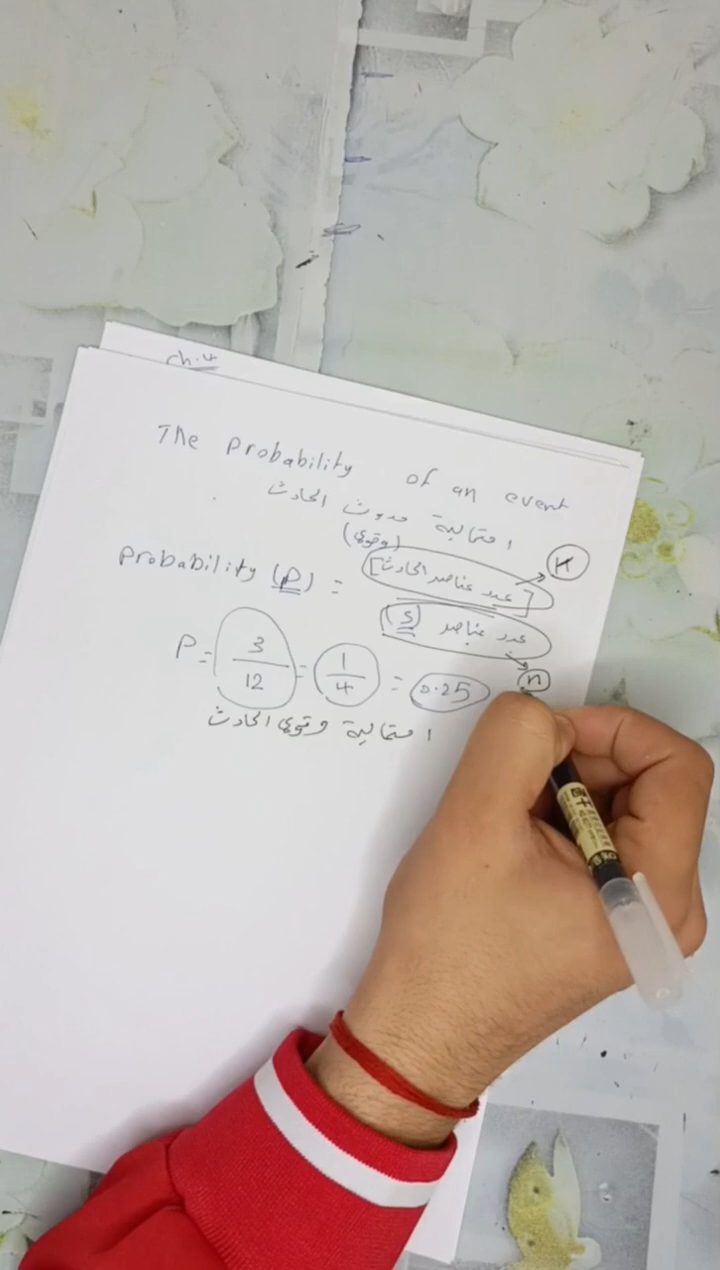 ch.4
The probability of an event
احتمالية حدوث الحادث
(وقوع)
probability (P) = [عدد عناصر الحادث] → K
عدد عناصر (S) → n
P = 3/12 = 1/4 = 0.25
احتمالية وقوع الحادث